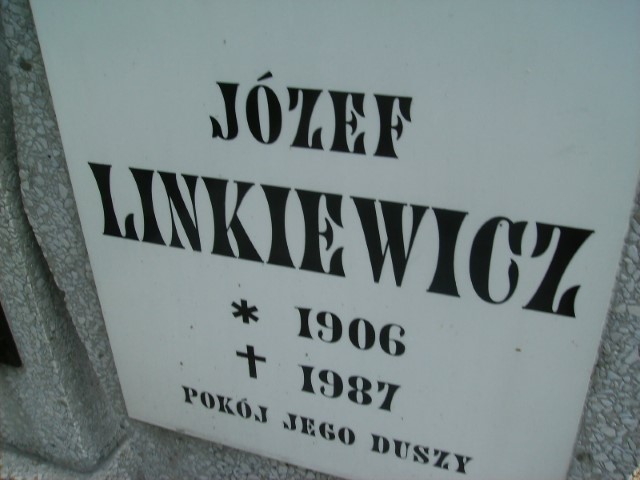 JÓZEF
LINKIEWICZ
* 1906
✝ 1987
POKÓJ JEGO DUSZY